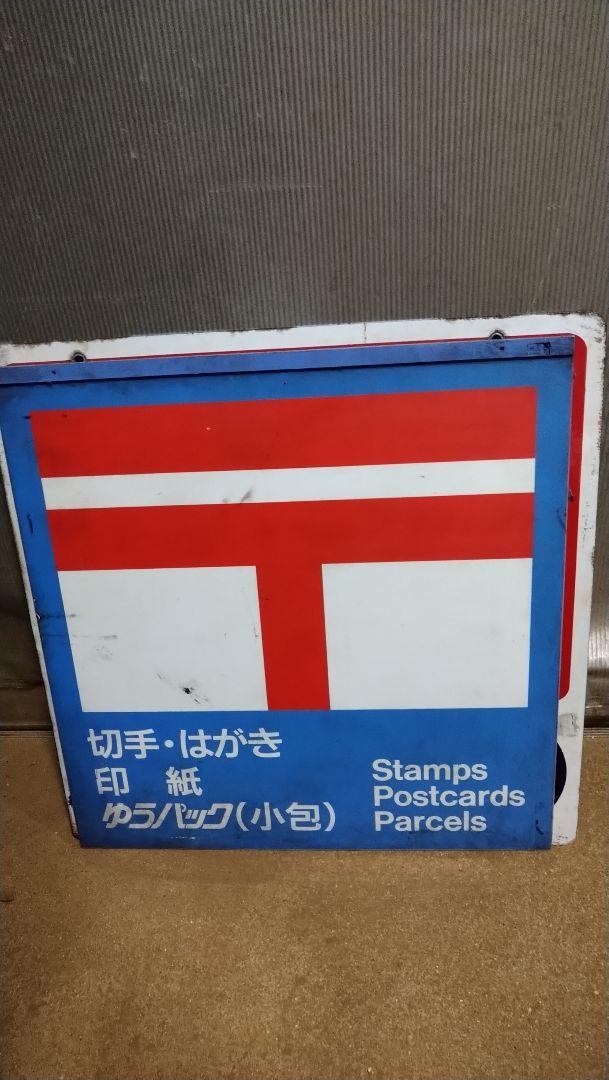 〒
切手・はがき
印　紙
ゆうパック(小包)
Stamps
Postcards
Parcels